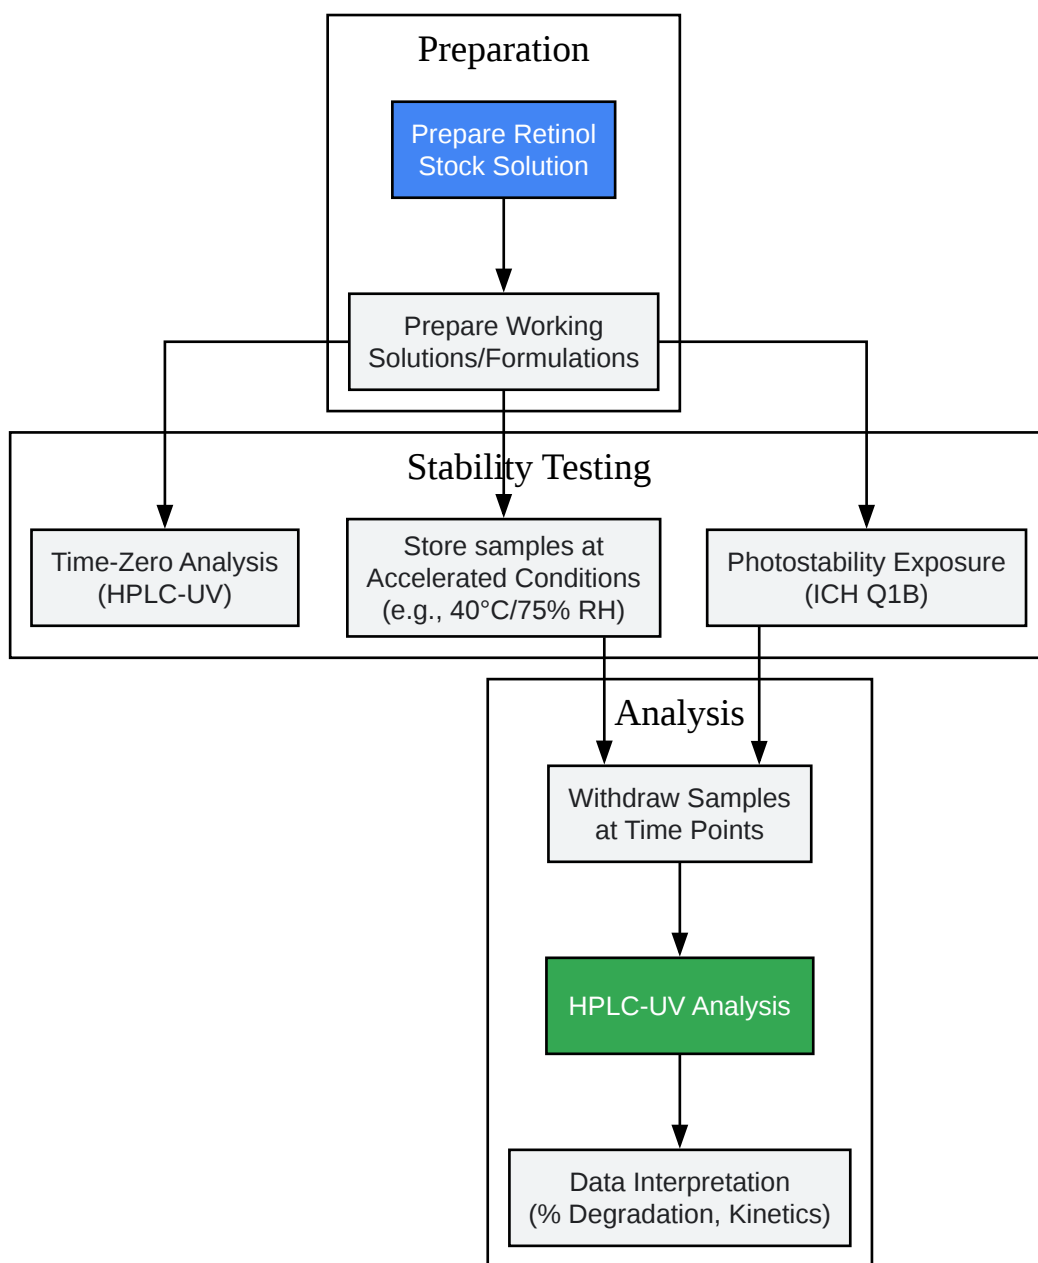 Preparation
Prepare Retinol
Stock Solution
Prepare Working
Solutions/Formulations
Stability Testing
Time-Zero Analysis
(HPLC-UV)
Store samples at
Accelerated Conditions
(e.g., 40°C/75% RH)
Photostability Exposure
(ICH Q1B)
Analysis
Withdraw Samples
at Time Points
HPLC-UV Analysis
Data Interpretation
(% Degradation, Kinetics)